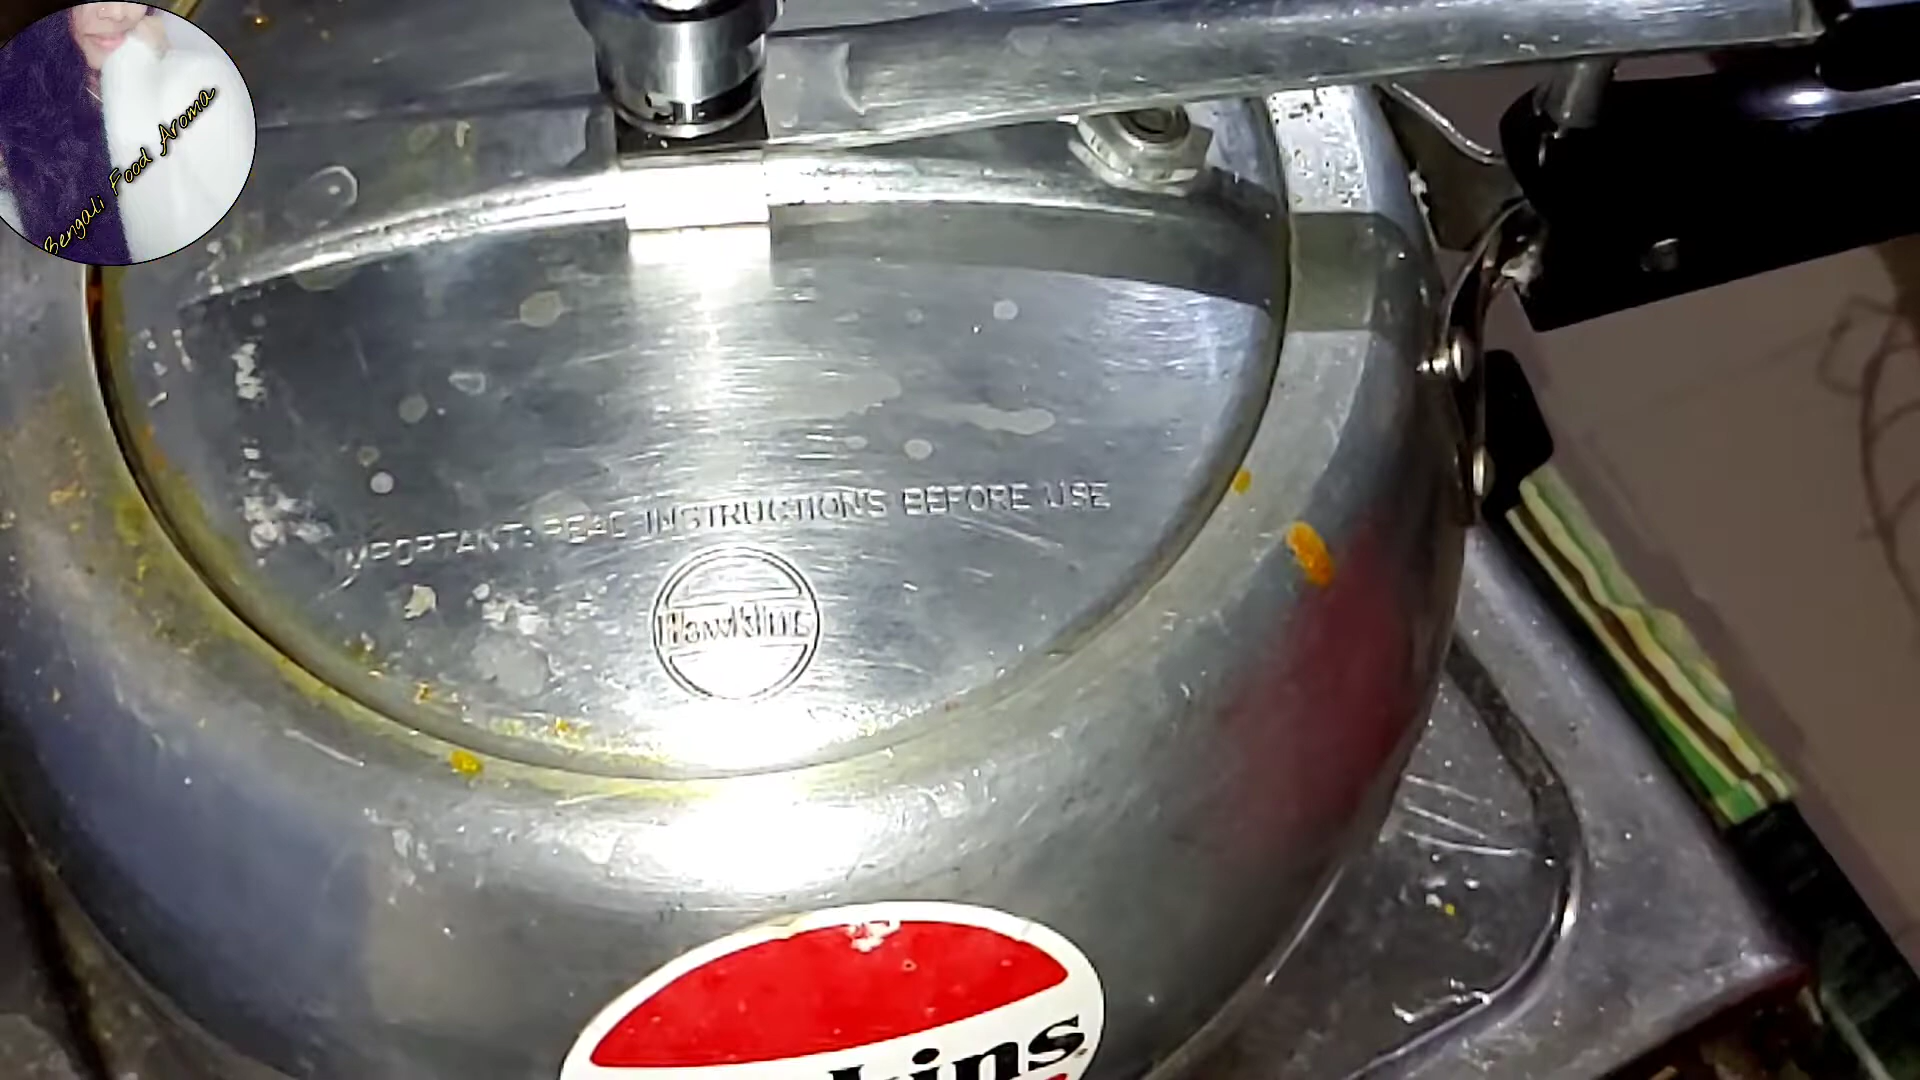 Bengali Food Aroma
IMPORTANT: READ INSTRUCTIONS BEFORE USE
Hawkins
kins